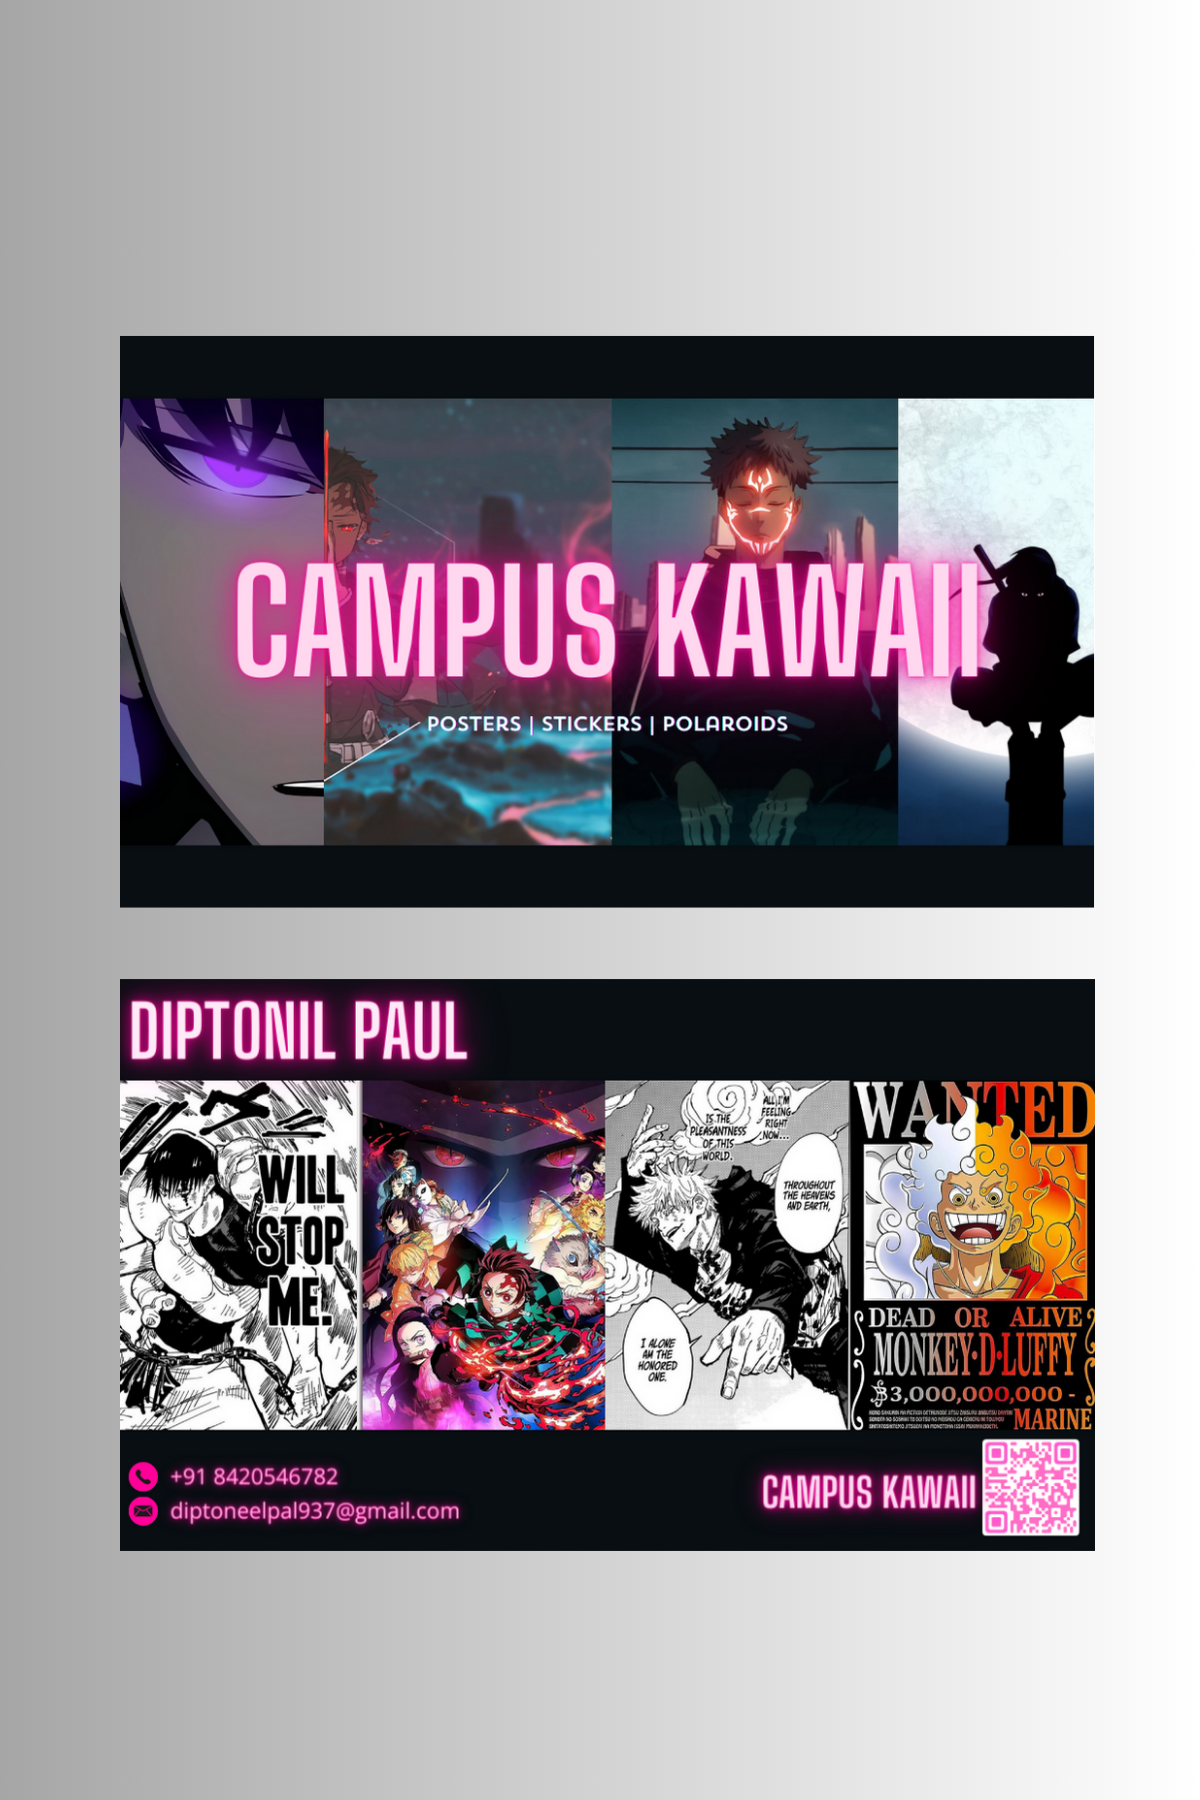 CAMPUS KAWAII
POSTERS | STICKERS | POLAROIDS
DIPTONIL PAUL
WILL
STOP
ME.
IS THE
PLEASANTNESS
OF THIS
WORLD.
ALL I'M
FEELING
RIGHT
NOW...
THROUGHOUT
THE HEAVENS
AND EARTH,
I ALONE
AM THE
HONORED
ONE.
WANTED
DEAD OR ALIVE
MONKEY·D·LUFFY
฿3,000,000,000 -
MARINE
+91 8420546782
diptoneelpal937@gmail.com
CAMPUS KAWAII